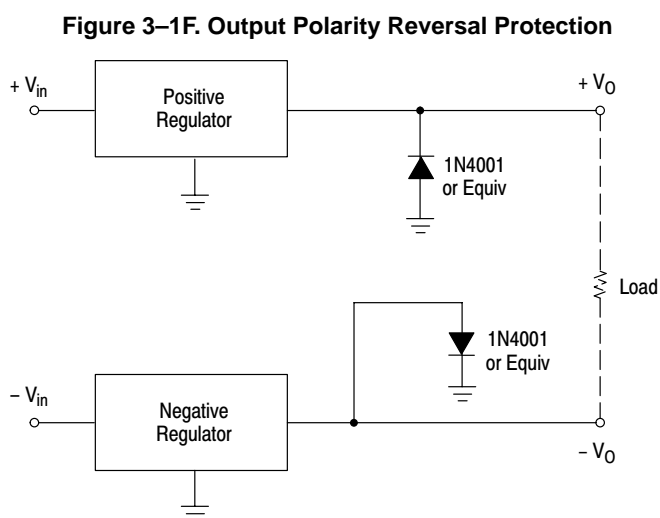 Figure 3–1F. Output Polarity Reversal Protection
+ Vin
Positive
Regulator
+ VO
1N4001
or Equiv
Load
1N4001
or Equiv
– Vin
Negative
Regulator
– VO